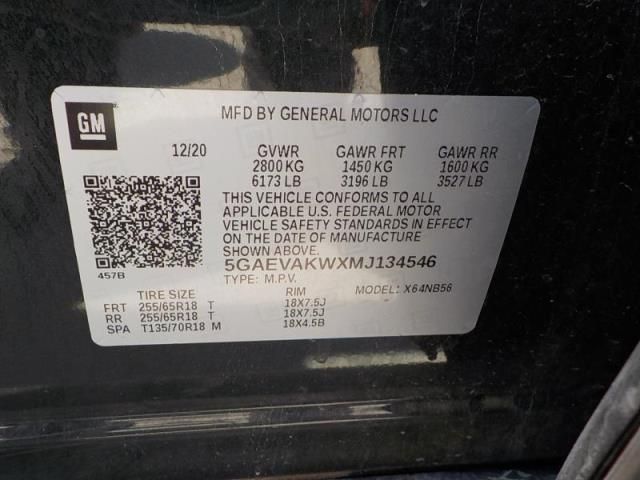 GM
MFD BY GENERAL MOTORS LLC
12/20 GVWR GAWR FRT GAWR RR
2800 KG 1450 KG 1600 KG
6173 LB 3196 LB 3527 LB
THIS VEHICLE CONFORMS TO ALL
APPLICABLE U.S. FEDERAL MOTOR
VEHICLE SAFETY STANDARDS IN EFFECT
ON THE DATE OF MANUFACTURE
SHOWN ABOVE.
457B
5GAEVAKWXMJ134546
TYPE: M.P.V. MODEL: X64NB56
TIRE SIZE RIM
FRT 255/65R18 T 18X7.5J
RR 255/65R18 T 18X7.5J
SPA T135/70R18 M 18X4.5B